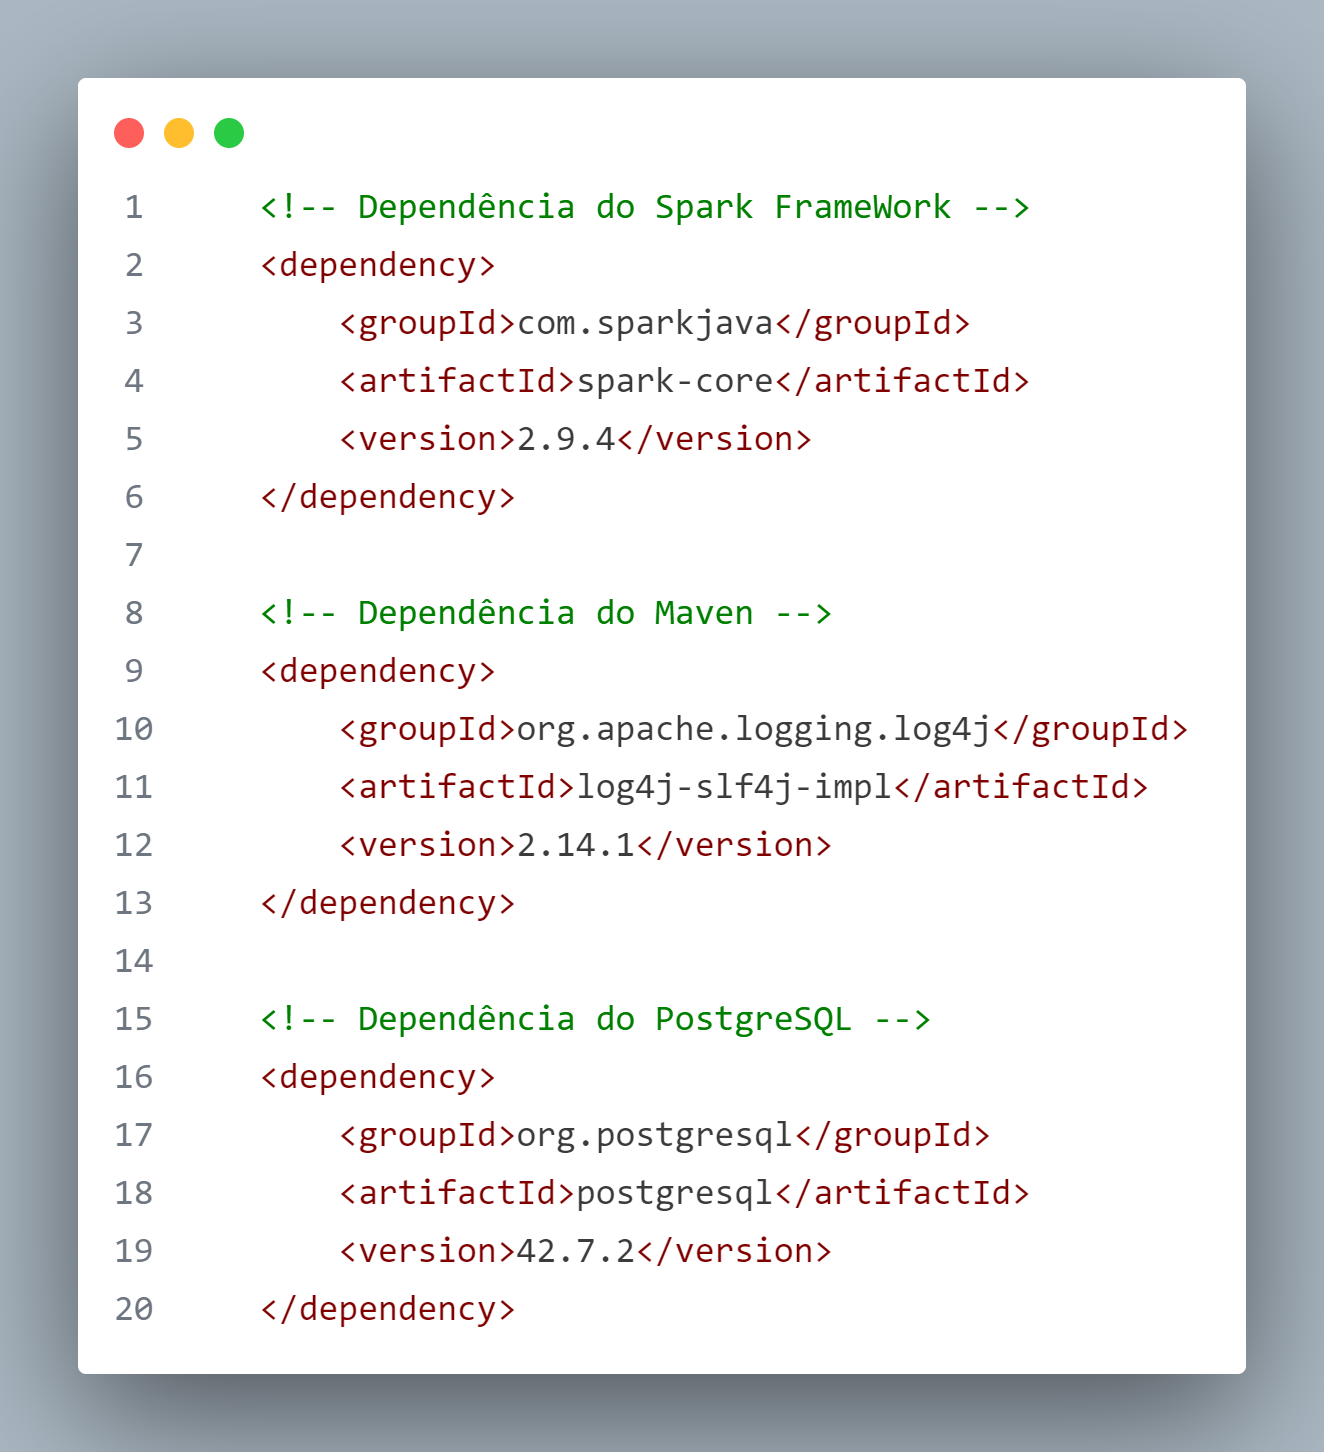 1 <!-- Dependência do Spark FrameWork -->
2 <dependency>
3 <groupId>com.sparkjava</groupId>
4 <artifactId>spark-core</artifactId>
5 <version>2.9.4</version>
6 </dependency>
7
8 <!-- Dependência do Maven -->
9 <dependency>
10 <groupId>org.apache.logging.log4j</groupId>
11 <artifactId>log4j-slf4j-impl</artifactId>
12 <version>2.14.1</version>
13 </dependency>
14
15 <!-- Dependência do PostgreSQL -->
16 <dependency>
17 <groupId>org.postgresql</groupId>
18 <artifactId>postgresql</artifactId>
19 <version>42.7.2</version>
20 </dependency>